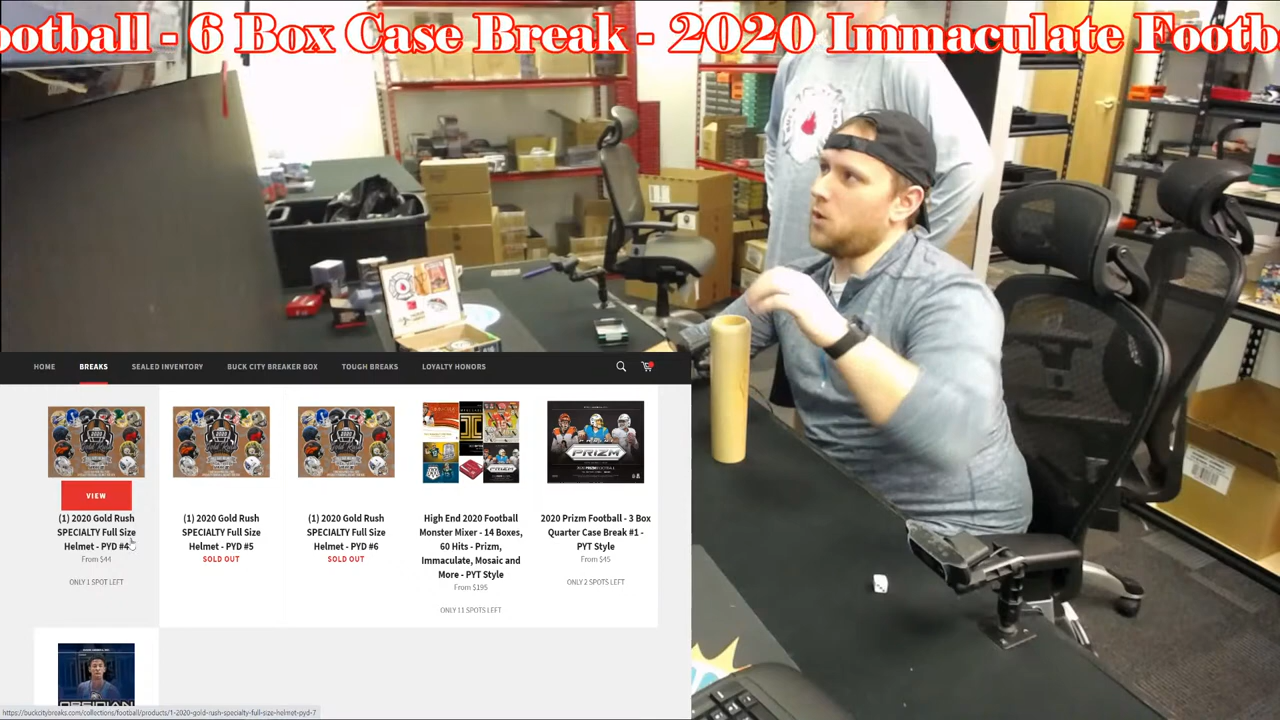 ootball - 6 Box Case Break - 2020 Immaculate Footb
HOME BREAKS SEALED INVENTORY BUCK CITY BREAKER BOX TOUGH BREAKS LOYALTY HONORS
VIEW
(1) 2020 Gold Rush
SPECIALTY Full Size
Helmet - PYD #4
From $44
ONLY 1 SPOT LEFT
(1) 2020 Gold Rush
SPECIALTY Full Size
Helmet - PYD #5
SOLD OUT
(1) 2020 Gold Rush
SPECIALTY Full Size
Helmet - PYD #6
SOLD OUT
High End 2020 Football
Monster Mixer - 14 Boxes,
60 Hits - Prizm,
Immaculate, Mosaic and
More - PYT Style
From $195
ONLY 11 SPOTS LEFT
PRIZM
2020 Prizm Football - 3 Box
Quarter Case Break #1 -
PYT Style
From $45
ONLY 2 SPOTS LEFT
OBSIDIAN
https://buckcitybreaks.com/collections/football/products/1-2020-gold-rush-specialty-full-size-helmet-pyd-7